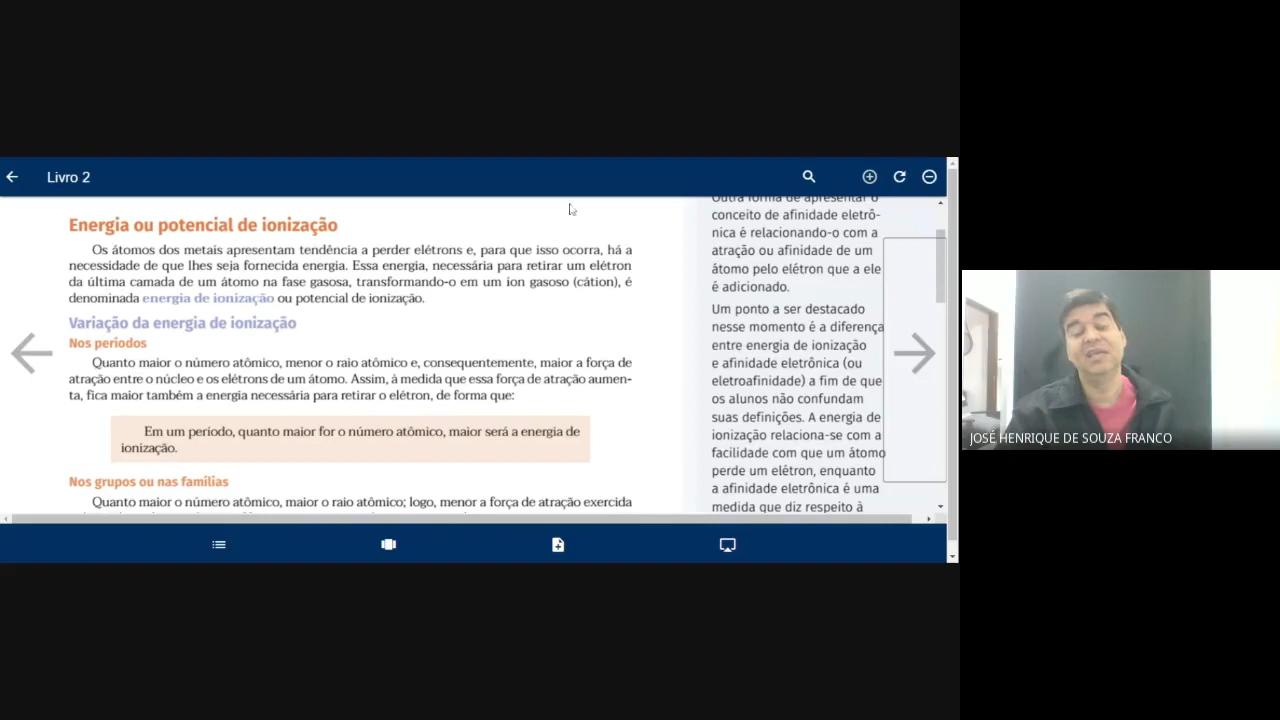 Livro 2
Energia ou potencial de ionização
Os átomos dos metais apresentam tendência a perder elétrons e, para que isso ocorra, há a
necessidade de que lhes seja fornecida energia. Essa energia, necessária para retirar um elétron
da última camada de um átomo na fase gasosa, transformando-o em um íon gasoso (cátion), é
denominada energia de ionização ou potencial de ionização.
Variação da energia de ionização
Nos períodos
Quanto maior o número atômico, menor o raio atômico e, consequentemente, maior a força de
atração entre o núcleo e os elétrons de um átomo. Assim, à medida que essa força de atração aumen-
ta, fica maior também a energia necessária para retirar o elétron, de forma que:
Em um período, quanto maior for o número atômico, maior será a energia de
ionização.
Nos grupos ou nas famílias
Quanto maior o número atômico, maior o raio atômico; logo, menor a força de atração exercida
Outra forma de apresentar o
conceito de afinidade eletrô-
nica é relacionando-o com a
atração ou afinidade de um
átomo pelo elétron que a ele
é adicionado.
Um ponto a ser destacado
nesse momento é a diferença
entre energia de ionização
e afinidade eletrônica (ou
eletroafinidade) a fim de que
os alunos não confundam
suas definições. A energia de
ionização relaciona-se com a
facilidade com que um átomo
perde um elétron, enquanto
a afinidade eletrônica é uma
medida que diz respeito à
JOSÉ HENRIQUE DE SOUZA FRANCO